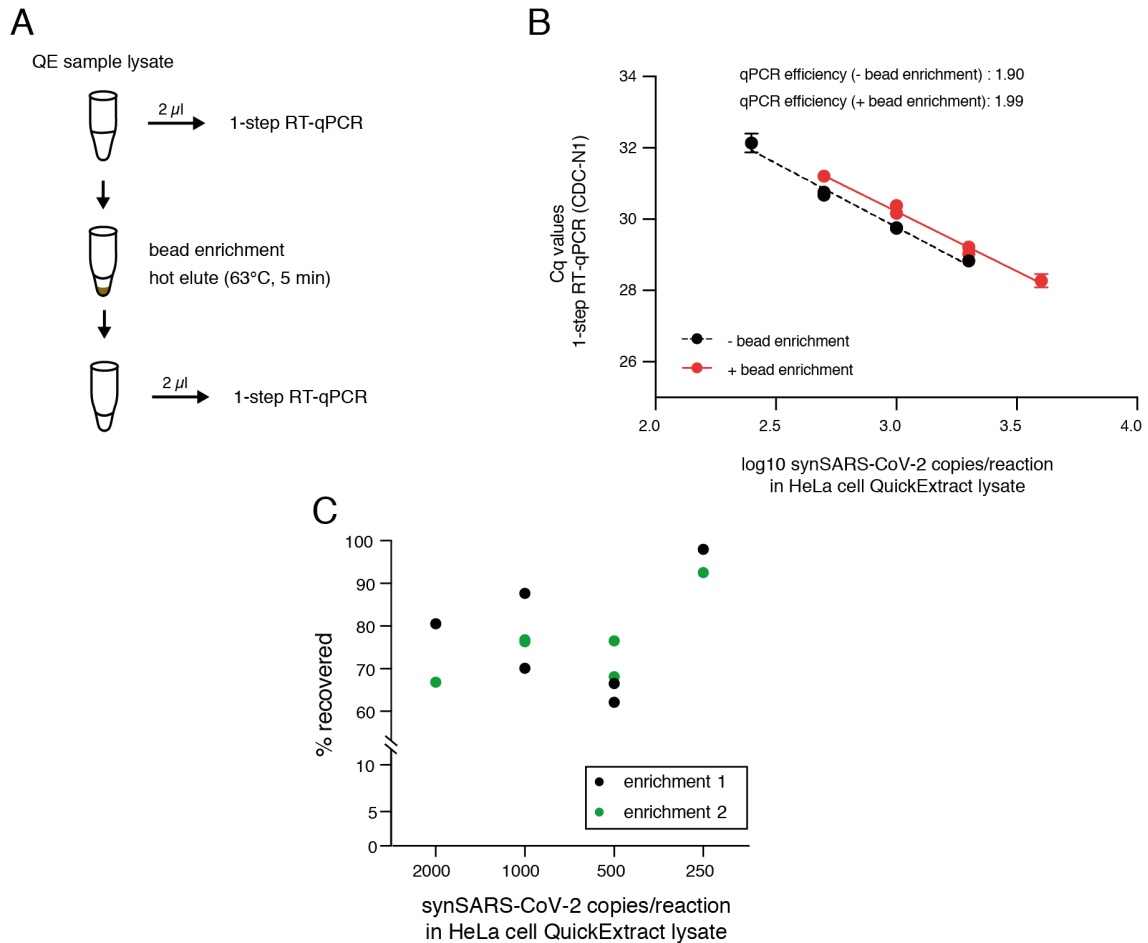 A
QE sample lysate
2 µl
1-step RT-qPCR
bead enrichment
hot elute (63°C, 5 min)
2 µl
1-step RT-qPCR
B
qPCR efficiency (- bead enrichment) : 1.90
qPCR efficiency (+ bead enrichment): 1.99
Cq values
1-step RT-qPCR (CDC-N1)
34
32
30
28
26
- bead enrichment
+ bead enrichment
2.0
2.5
3.0
3.5
4.0
log10 synSARS-CoV-2 copies/reaction
in HeLa cell QuickExtract lysate
C
% recovered
100
90
80
70
60
10
5
0
enrichment 1
enrichment 2
2000
1000
500
250
synSARS-CoV-2 copies/reaction
in HeLa cell QuickExtract lysate